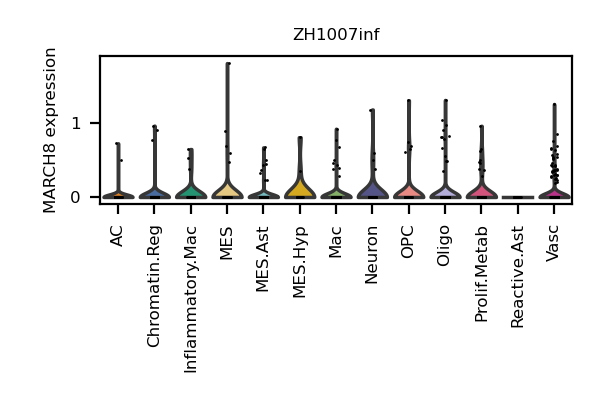 ZH1007inf
MARCH8 expression
1
0
AC
Chromatin.Reg
Inflammatory.Mac
MES
MES.Ast
MES.Hyp
Mac
Neuron
OPC
Oligo
Prolif.Metab
Reactive.Ast
Vasc